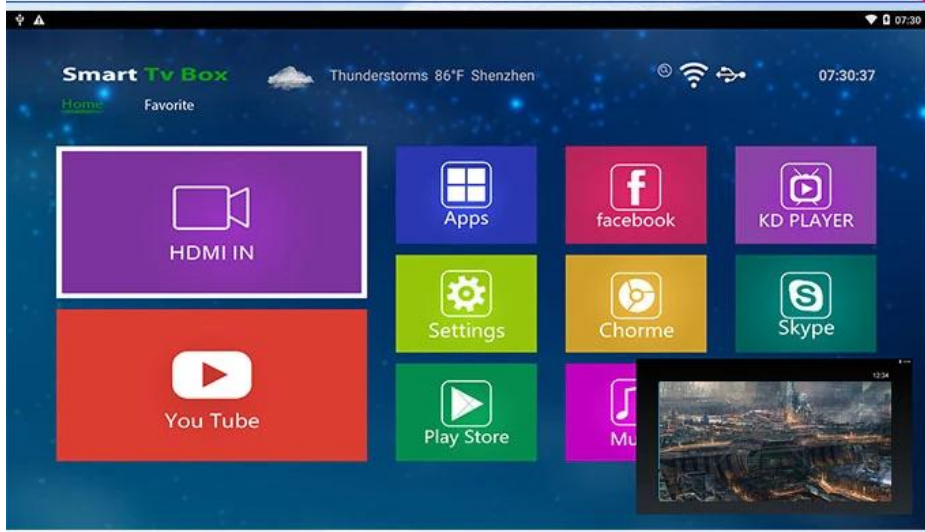 07:30
Smart Tv Box
Thunderstorms 86°F Shenzhen
07:30:37
Home
Favorite
HDMI IN
Apps
facebook
KD PLAYER
Settings
Chorme
Skype
You Tube
Play Store
Mu
12:34